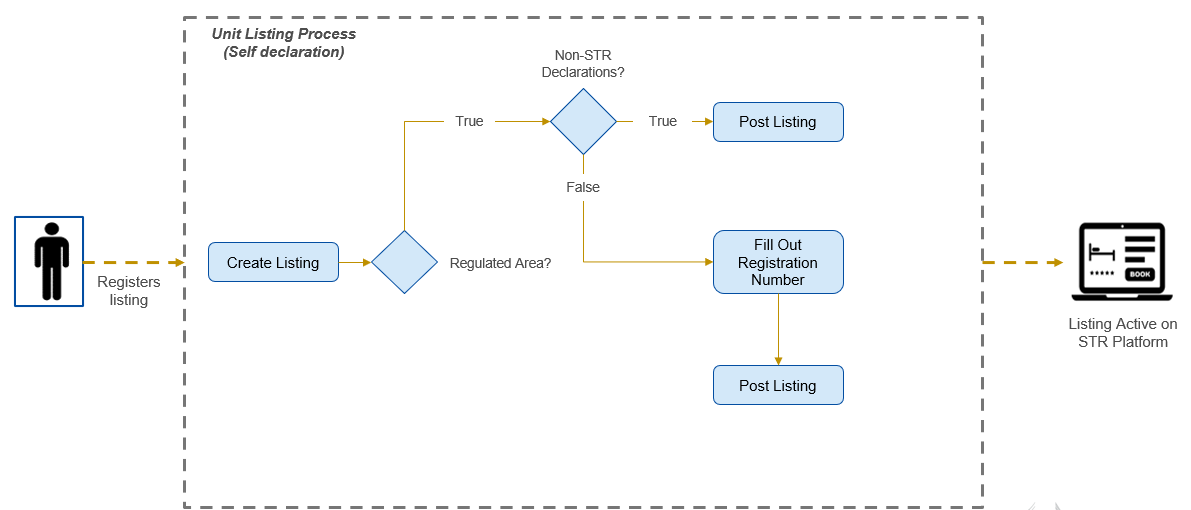 Unit Listing Process
(Self declaration)
Non-STR
Declarations?
True
True
Post Listing
False
Create Listing
Regulated Area?
Fill Out
Registration
Number
Registers
listing
BOOK
Listing Active on
STR Platform
Post Listing